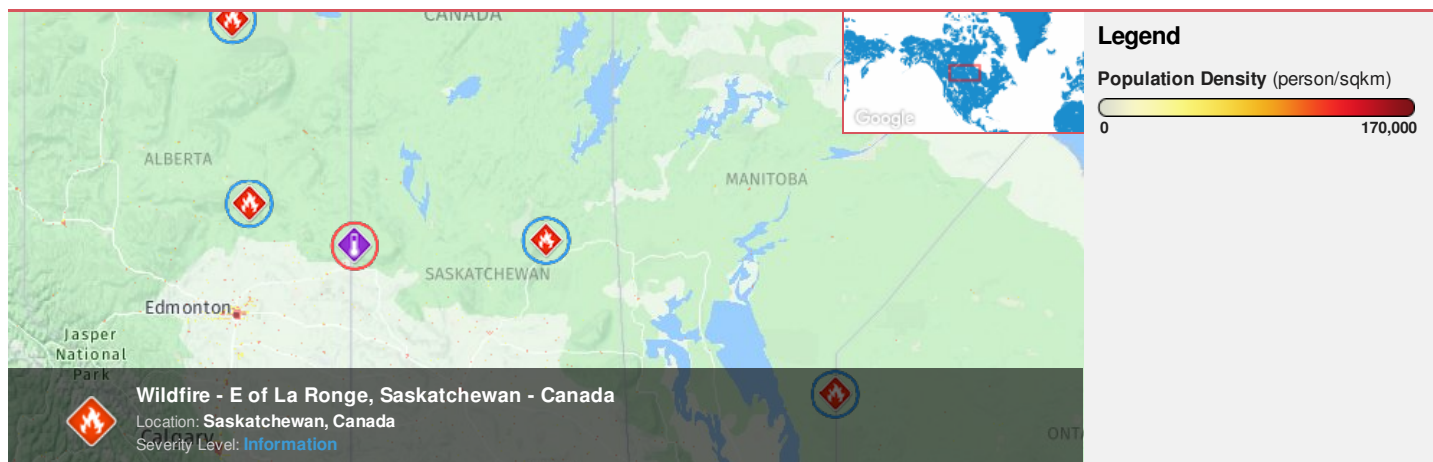 CANADA
ALBERTA
MANITOBA
SASKATCHEWAN
Edmonton
Jasper
National
Park
Calgary
Google
Wildfire - E of La Ronge, Saskatchewan - Canada
Location: Saskatchewan, Canada
Severity Level: Information
Legend
Population Density (person/sqkm)
0 170,000